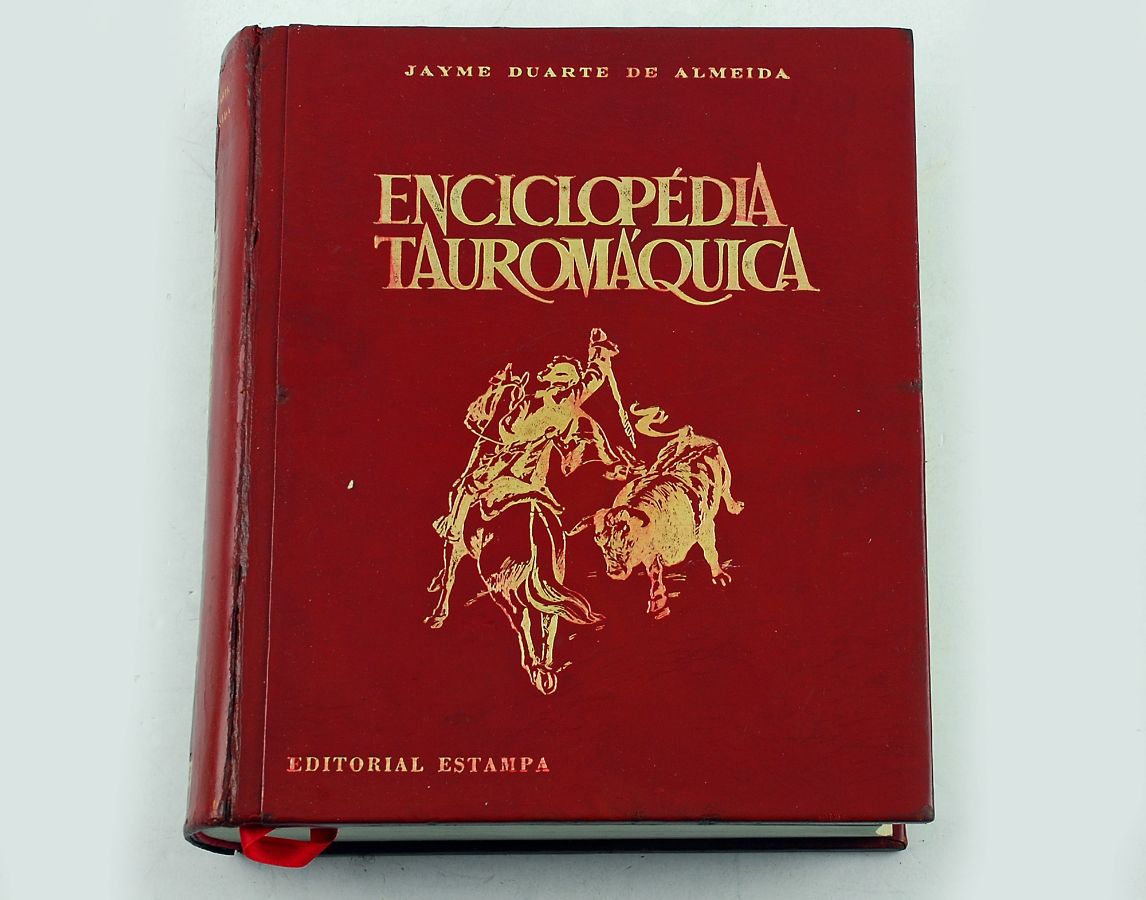 JAYME DUARTE DE ALMEIDA
ENCICLOPÉDIA
TAUROMÁQUICA
EDITORIAL ESTAMPA